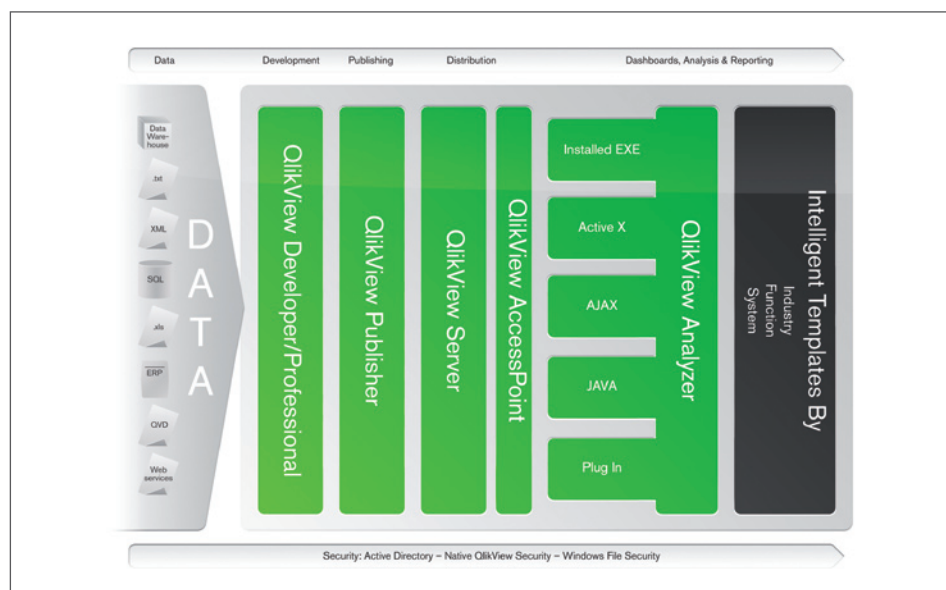 Data
Development
Publishing
Distribution
Dashboards, Analysis & Reporting
Data
Ware-
house
.txt
XML
SQL
.xls
ERP
QVD
Web
services
DATA
QlikView Developer/Professional
QlikView Publisher
QlikView Server
QlikView AccessPoint
Installed EXE
Active X
AJAX
JAVA
Plug In
QlikView Analyzer
Intelligent Templates By
Industry
Function
System
Security: Active Directory – Native QlikView Security – Windows File Security